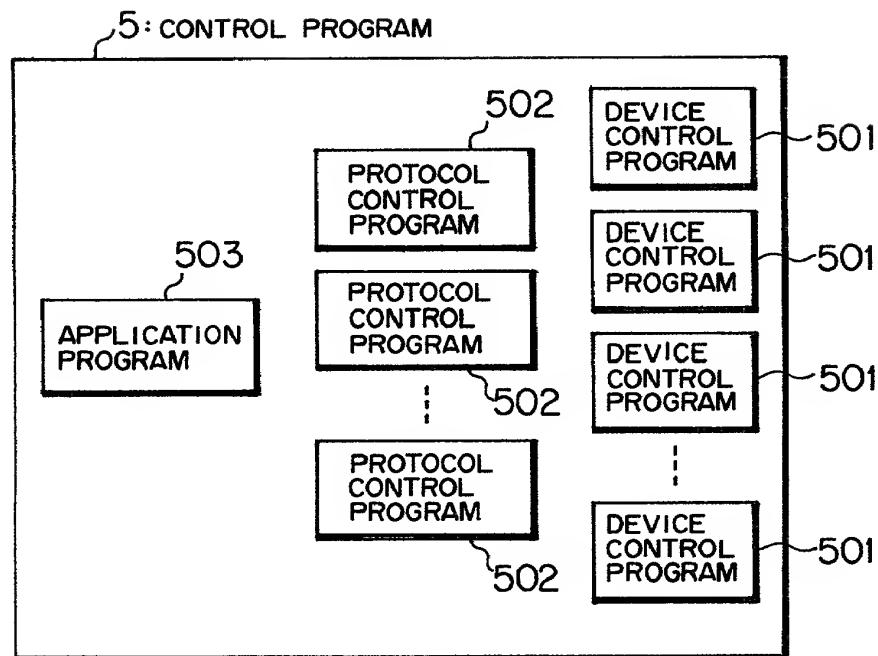 5: CONTROL PROGRAM
503
APPLICATION
PROGRAM
502
PROTOCOL
CONTROL
PROGRAM
PROTOCOL
CONTROL
PROGRAM
502
PROTOCOL
CONTROL
PROGRAM
502
DEVICE
CONTROL
PROGRAM
501
DEVICE
CONTROL
PROGRAM
501
DEVICE
CONTROL
PROGRAM
501
DEVICE
CONTROL
PROGRAM
501